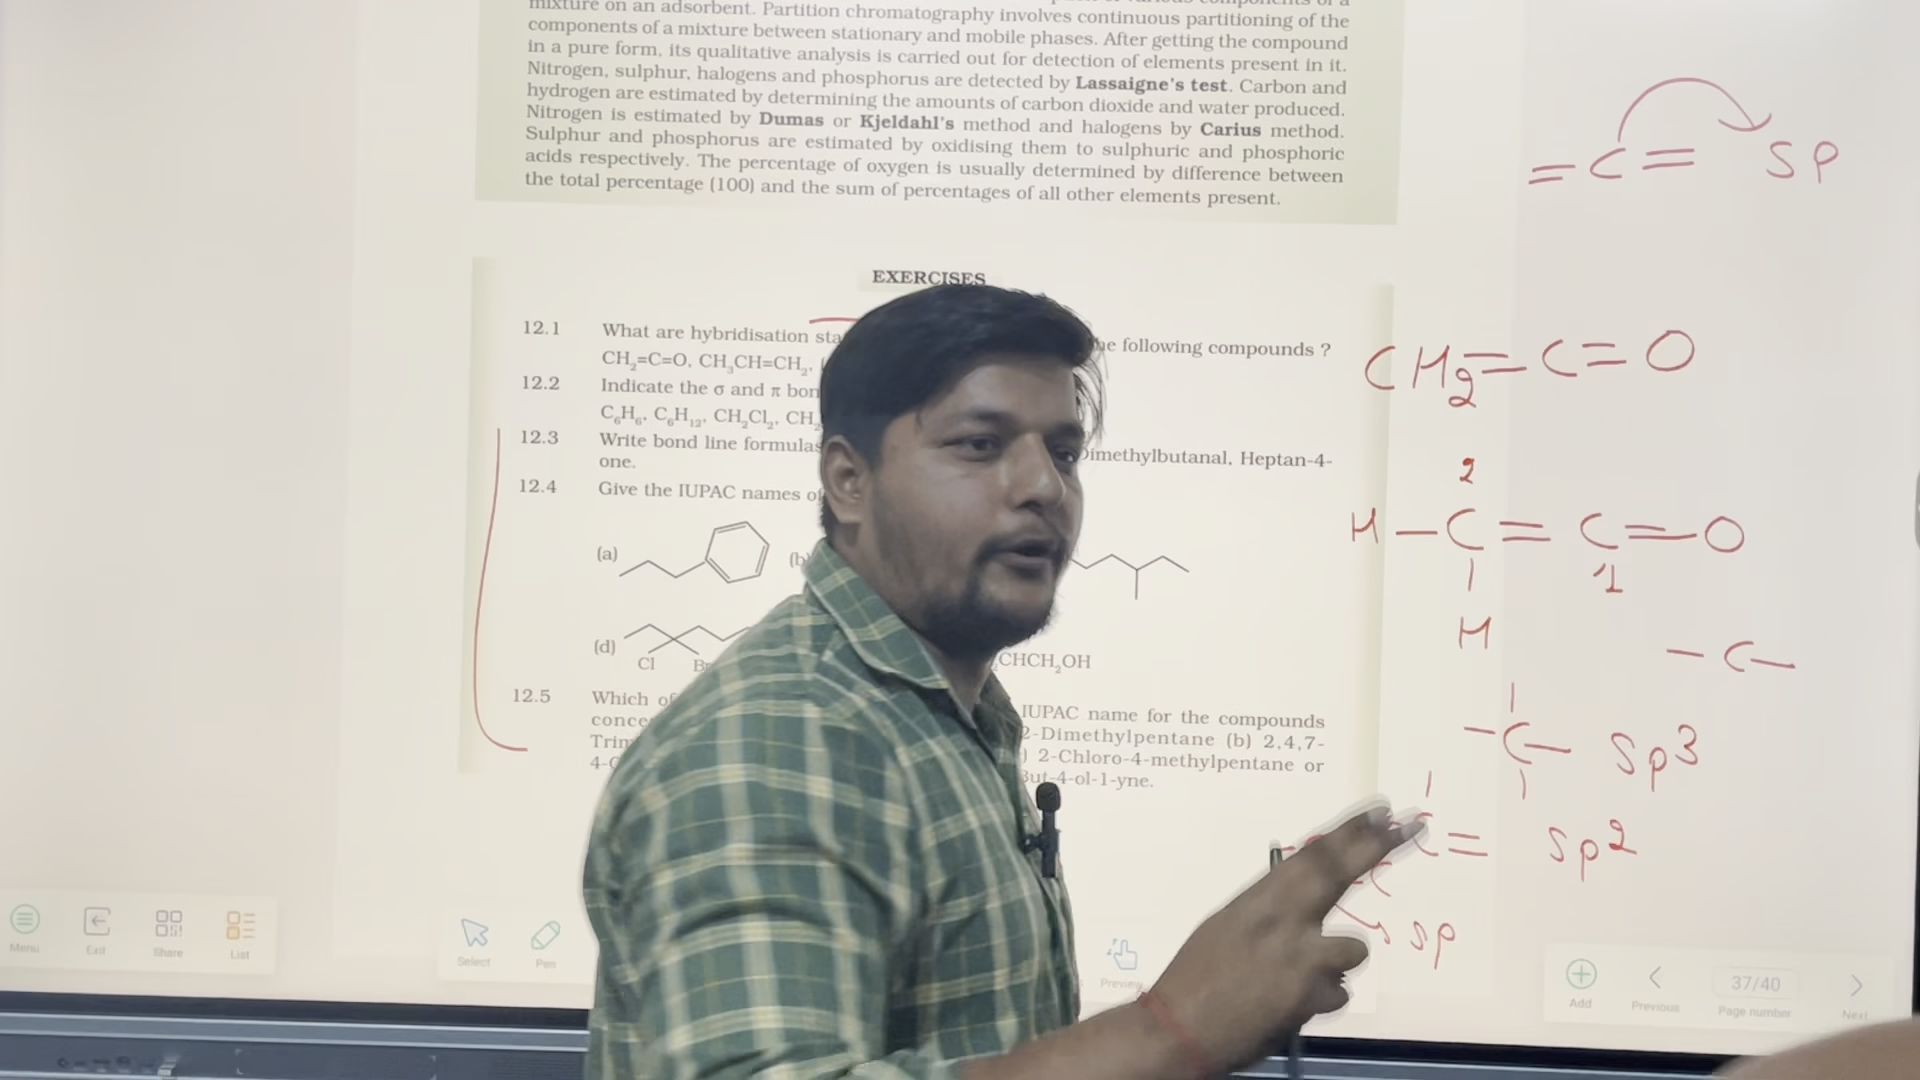 mixture on an adsorbent. Partition chromatography involves continuous partitioning of the
components of a mixture between stationary and mobile phases. After getting the compound
in a pure form, its qualitative analysis is carried out for detection of elements present in it.
Nitrogen, sulphur, halogens and phosphorus are detected by Lassaigne's test. Carbon and
hydrogen are estimated by determining the amounts of carbon dioxide and water produced.
Nitrogen is estimated by Dumas or Kjeldahl's method and halogens by Carius method.
Sulphur and phosphorus are estimated by oxidising them to sulphuric and phosphoric
acids respectively. The percentage of oxygen is usually determined by difference between
the total percentage (100) and the sum of percentages of all other elements present.
EXERCISES
12.1 What are hybridisation following compounds ?
CH₂=C=O, CH₃CH=CH₂,
12.2 Indicate the σ and π
C₆H₆, C₆H₁₂, CH₂Cl₂,
12.3 Write bond line formulas Dimethylbutanal, Heptan-4-
one.
12.4 Give the IUPAC names
(a) (b)
(d)
Cl Br
CHCH₂OH
12.5 Which IUPAC name for the compounds
2-Dimethylpentane (b) 2,4,7-
2-Chloro-4-methylpentane or
But-4-ol-1-yne.
=C= SP
CH2=C=O
2
H-C=C=O
1
H
-C-
-C- Sp3
C= Sp2
sp
Menu Exit Share List Select Pen Preview Add Previous 37/40 Page number Next